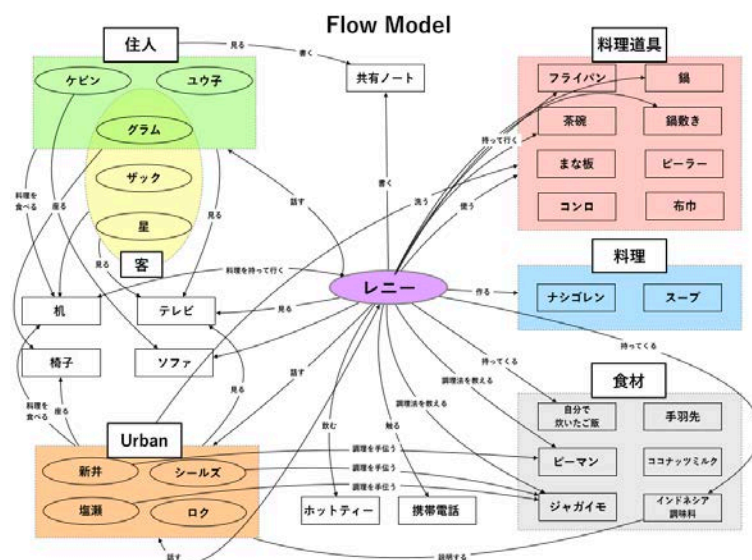 Flow Model
住人
見る
書く
共有ノート
料理道具
ケビン
ユウ子
フライパン
鍋
グラム
茶碗
鍋敷き
持って行く
ザック
まな板
ピーラー
料理を
食べる
座る
見る
話す
書く
洗う
使う
星
コンロ
布巾
見る
客
料理を持って行く
レニー
料理
作る
ナシゴレン
スープ
机
テレビ
見る
椅子
ソファ
持ってくる
持ってくる
料理を
食べる
座る
見る
話す
調理法を教える
食材
Urban
飲む
触る
調理法を教える
自分で
炊いたご飯
手羽先
新井
シールズ
調理を手伝う
調理を手伝う
ピーマン
ココナッツミルク
塩瀬
ロク
調理を手伝う
ホットティー
携帯電話
ジャガイモ
インドネシア
調味料
話す
説明する